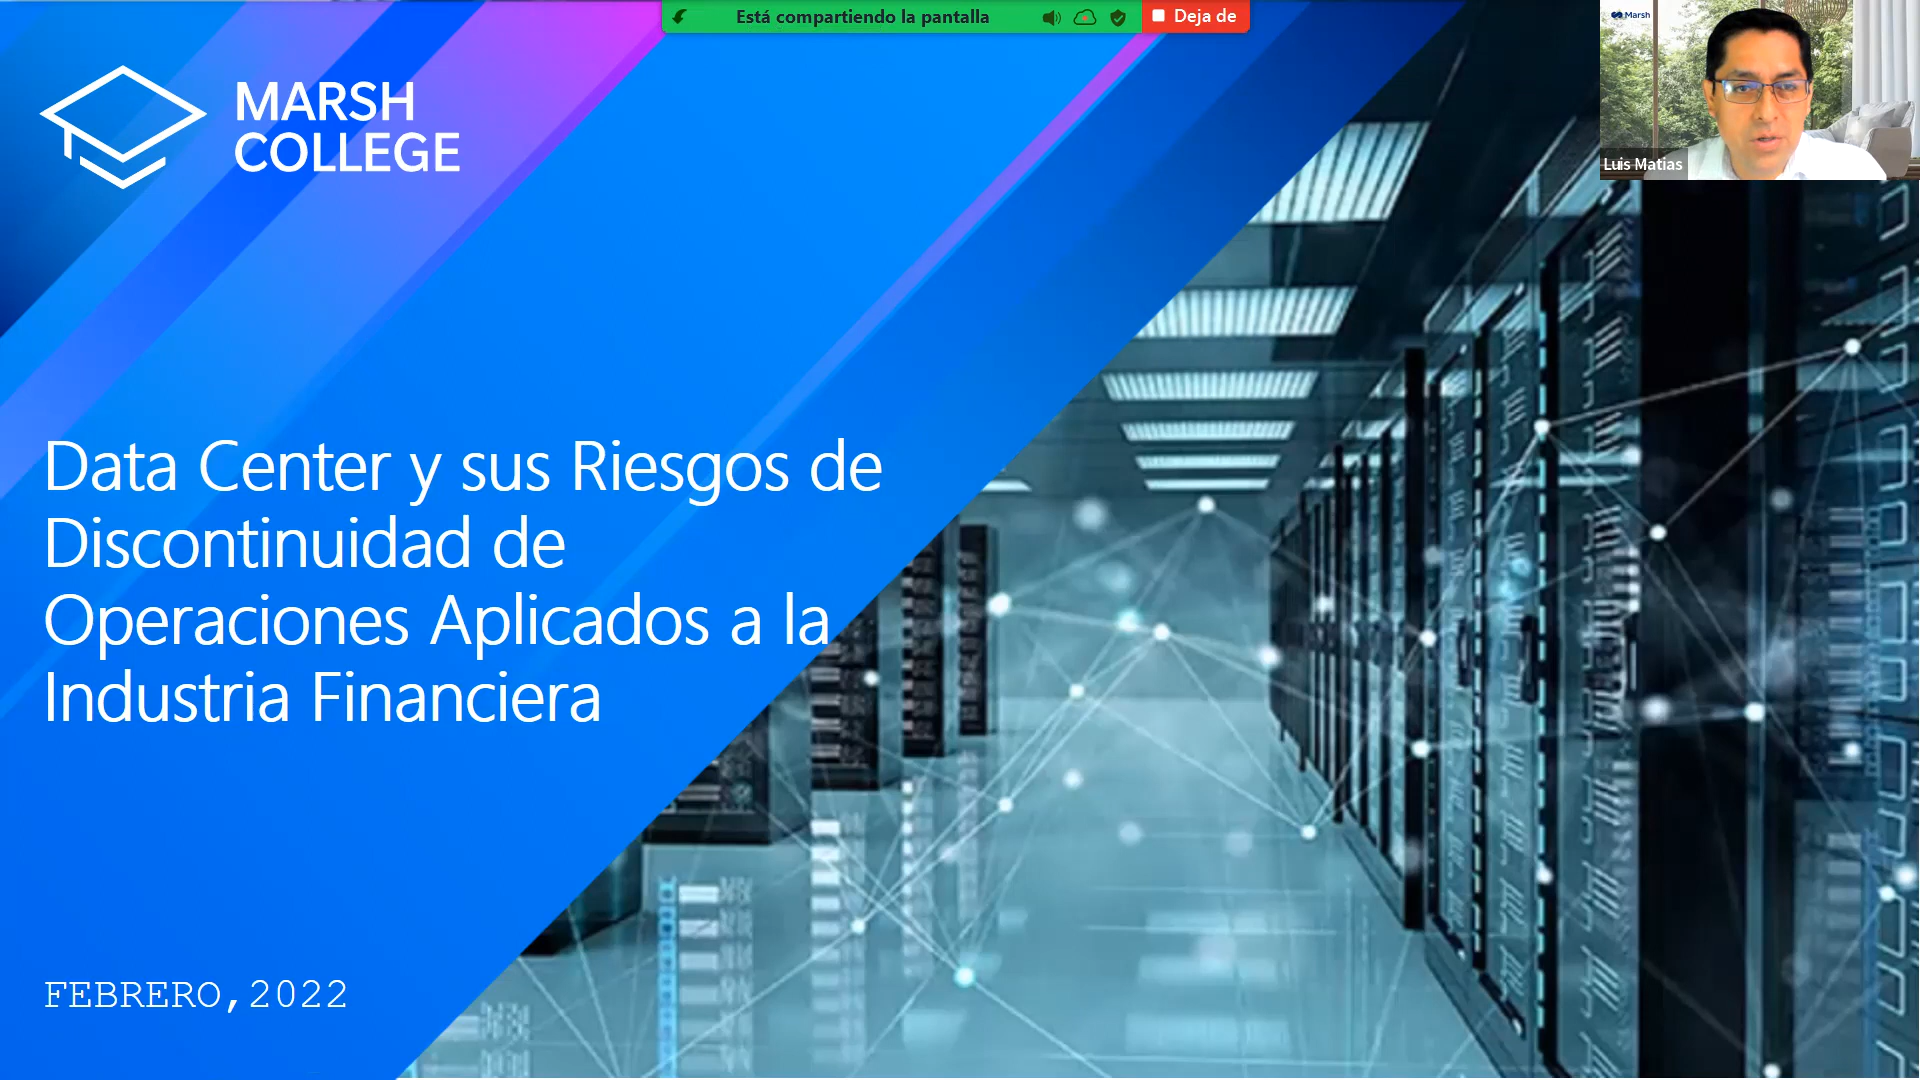 Está compartiendo la pantalla
Deja de
Marsh
Luis Matias
MARSH
COLLEGE
Data Center y sus Riesgos de
Discontinuidad de
Operaciones Aplicados a la
Industria Financiera
FEBRERO,2022